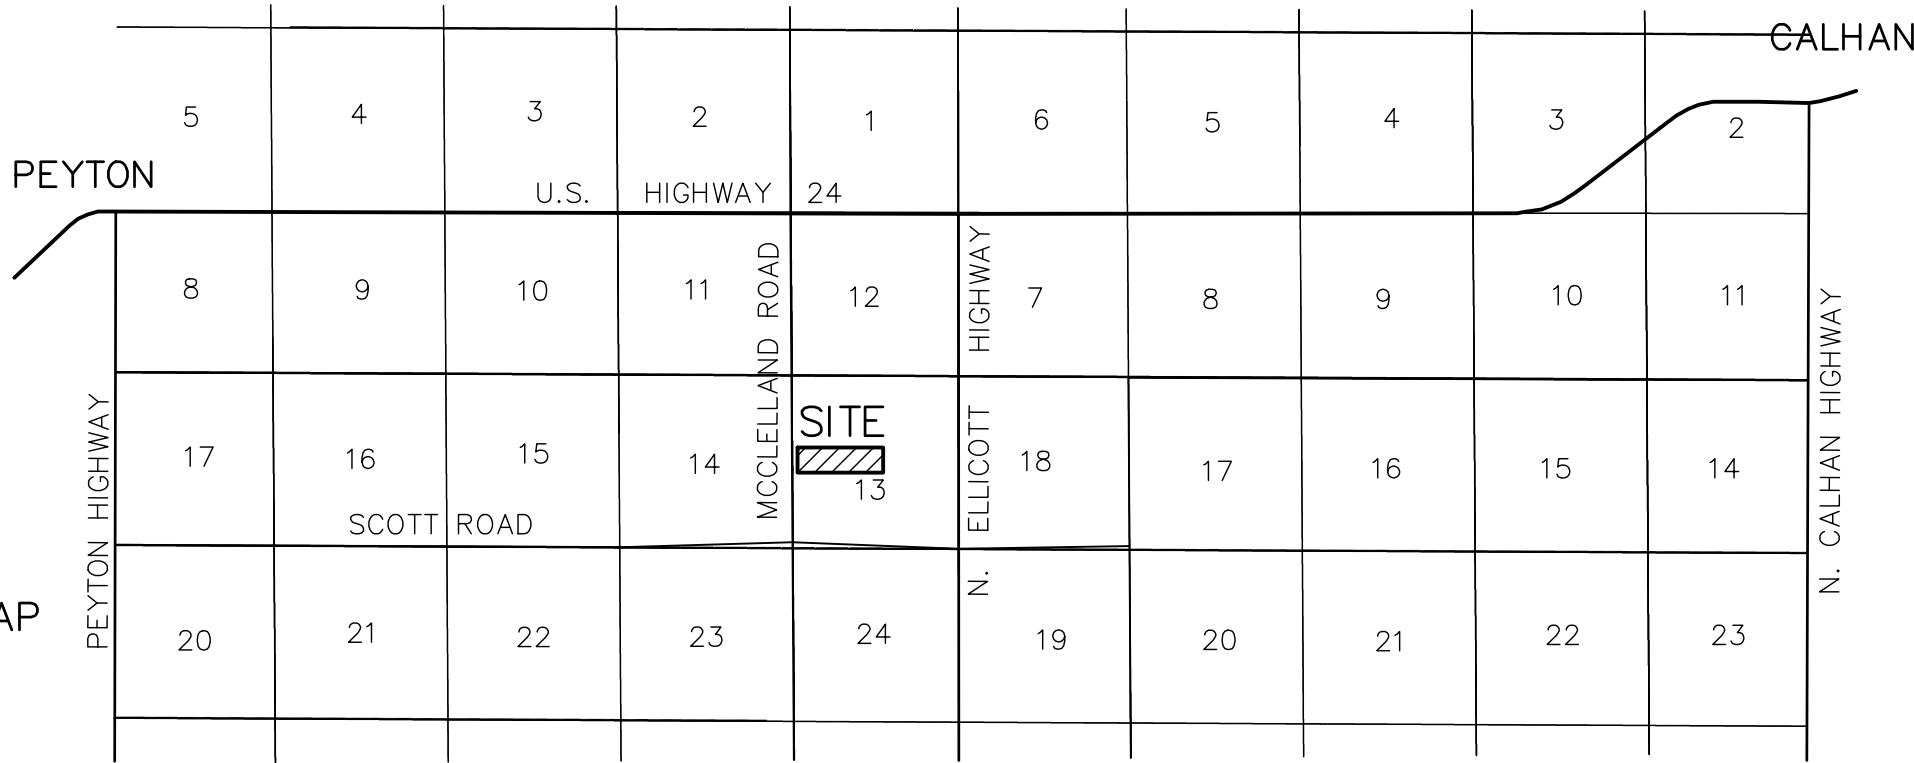 CALHAN
5 4 3 2 1 6 5 4 3 2
PEYTON
U.S. HIGHWAY 24
8 9 10 11 12 7 8 9 10 11
MCCLELLAND ROAD
N. ELLICOTT HIGHWAY
N. CALHAN HIGHWAY
PEYTON HIGHWAY
SITE
17 16 15 14 13 18 17 16 15 14
SCOTT ROAD
AP
20 21 22 23 24 19 20 21 22 23